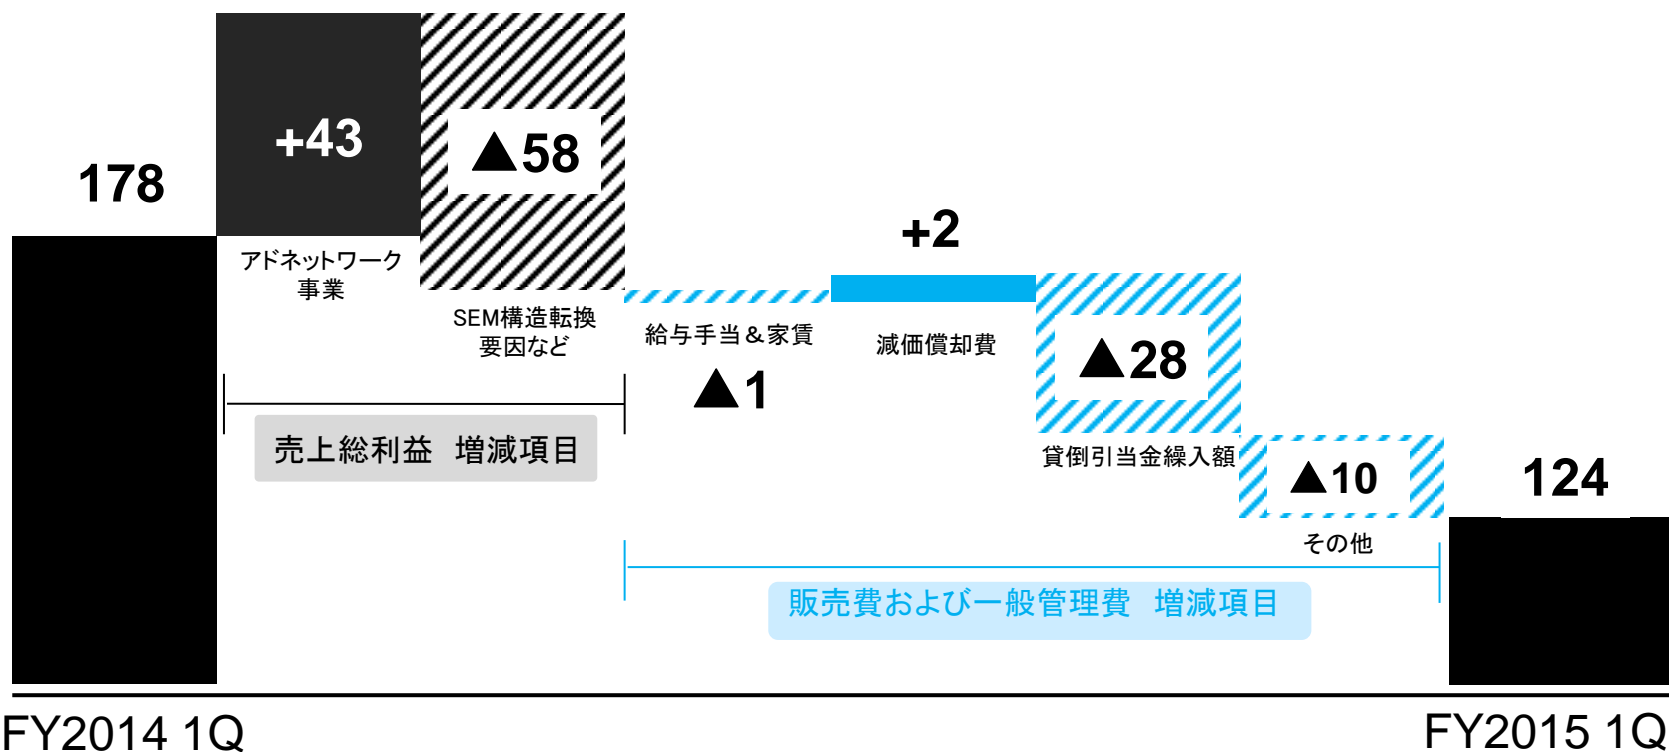 178
+43
アドネットワーク
事業
▲58
SEM構造転換
要因など
売上総利益 増減項目
給与手当＆家賃
▲1
+2
減価償却費
▲28
貸倒引当金繰入額
▲10
その他
販売費および一般管理費 増減項目
124
FY2014 1Q
FY2015 1Q